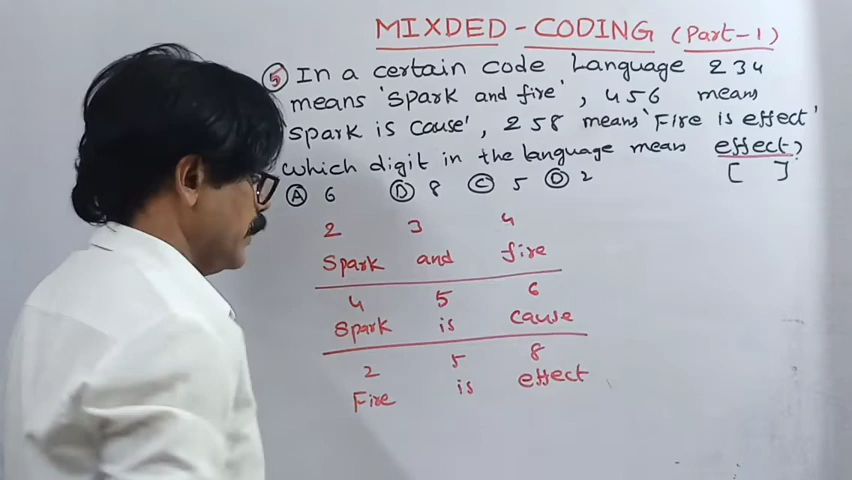 MIXDED - CODING (Part-1)
⑤ In a certain code Language 234
means 'Spark and fire', 456 means
'Spark is cause', 258 means 'Fire is effect'
which digit in the language means effect?
Ⓐ 6 Ⓑ 8 Ⓒ 5 Ⓓ 2 [ ]
2 3 4
Spark and fire
4 5 6
Spark is cause
2 5 8
Fire is effect